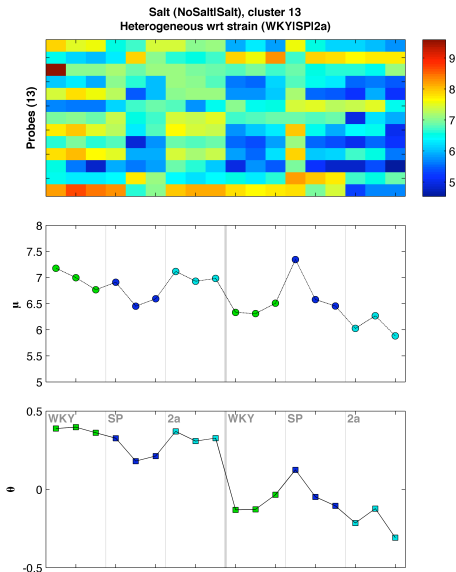 Salt (NoSalt|Salt), cluster 13
Heterogeneous wrt strain (WKY|SP|2a)
Probes (13)
9
8
7
6
5
8
7.5
7
6.5
6
5.5
5
μ
0.5
WKY SP 2a WKY SP 2a
0
-0.5
θ